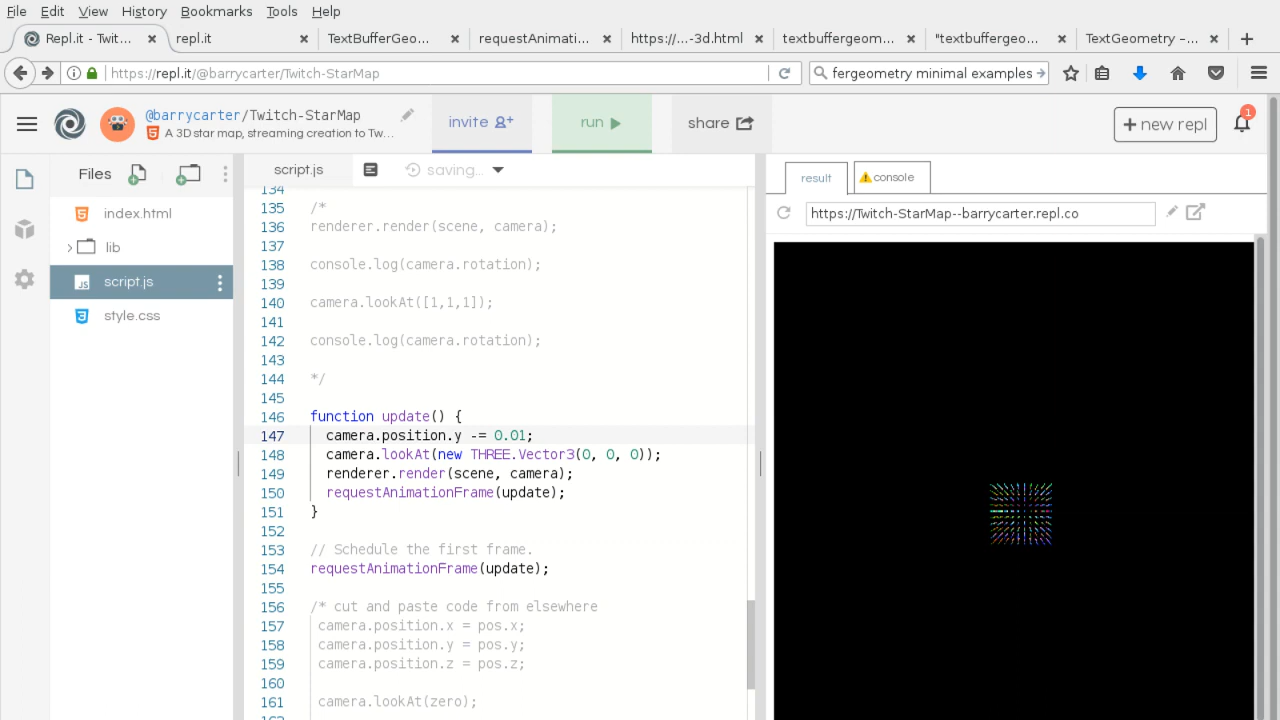 File Edit View History Bookmarks Tools Help
Repl.it - Twit... × repl.it × TextBufferGeo... × requestAnimati... × https:/...-3d.html × textbuffergeom... × "textbuffergeo... × TextGeometry –... × +
https://repl.it/@barrycarter/Twitch-StarMap
fergeometry minimal examples
@barrycarter/Twitch-StarMap
A 3D star map, streaming creation to Tw...
invite
run
share
+ new repl
1
Files
script.js
saving...
result
console
index.html
lib
script.js
style.css
https://Twitch-StarMap--barrycarter.repl.co
134
135 /*
136 renderer.render(scene, camera);
137
138 console.log(camera.rotation);
139
140 camera.lookAt([1,1,1]);
141
142 console.log(camera.rotation);
143
144 */
145
146 function update() {
147 camera.position.y -= 0.01;
148 camera.lookAt(new THREE.Vector3(0, 0, 0));
149 renderer.render(scene, camera);
150 requestAnimationFrame(update);
151 }
152
153 // Schedule the first frame.
154 requestAnimationFrame(update);
155
156 /* cut and paste code from elsewhere
157 camera.position.x = pos.x;
158 camera.position.y = pos.y;
159 camera.position.z = pos.z;
160
161 camera.lookAt(zero);